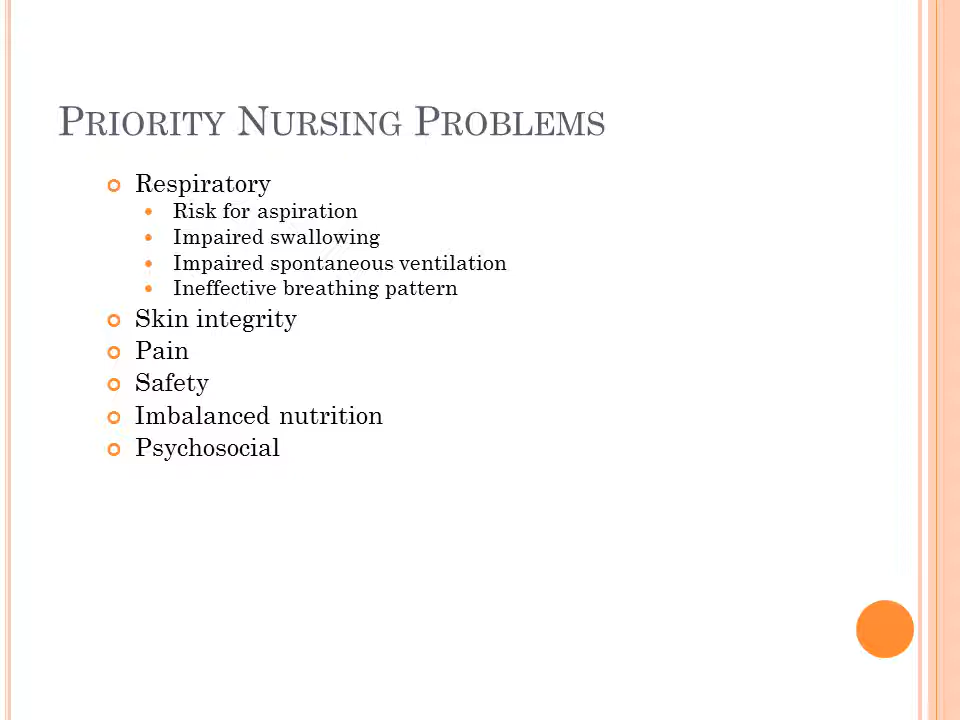 Priority Nursing Problems
Respiratory
Risk for aspiration
Impaired swallowing
Impaired spontaneous ventilation
Ineffective breathing pattern
Skin integrity
Pain
Safety
Imbalanced nutrition
Psychosocial